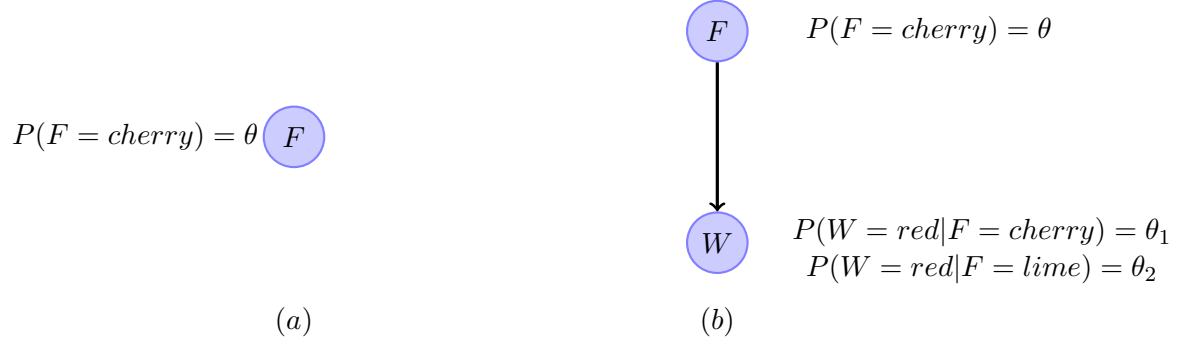 P(F = cherry) = θ F
(a)
F P(F = cherry) = θ
W P(W = red|F = cherry) = θ₁
P(W = red|F = lime) = θ₂
(b)